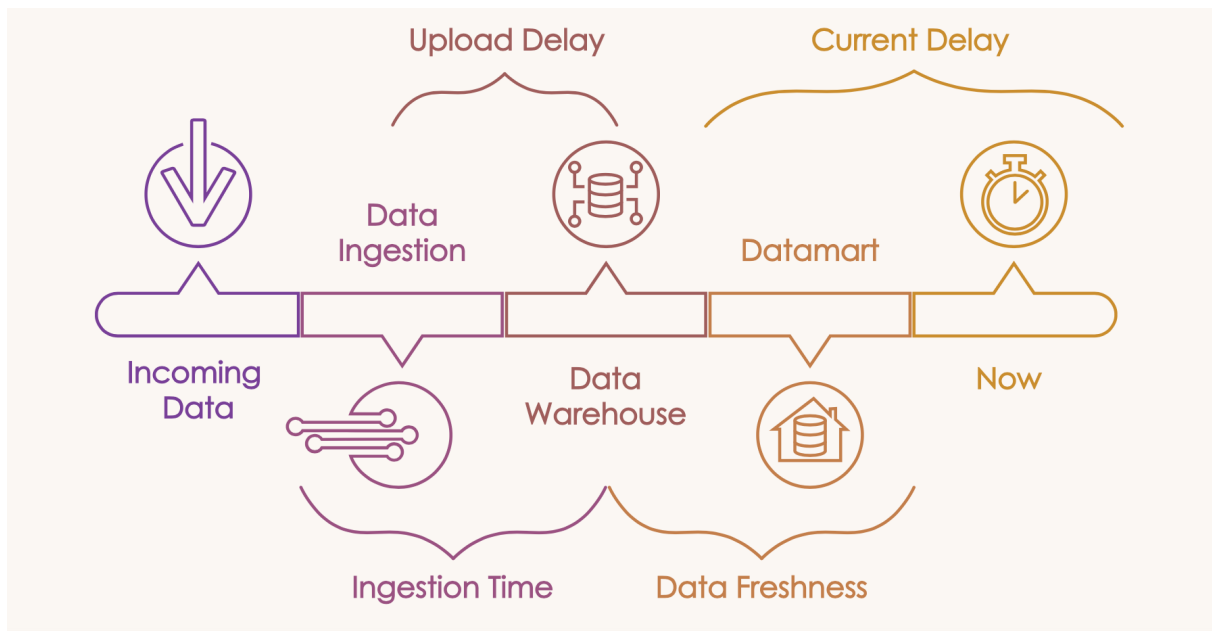 Upload Delay
Current Delay
Data
Ingestion
Datamart
Incoming
Data
Data
Warehouse
Now
Ingestion Time
Data Freshness